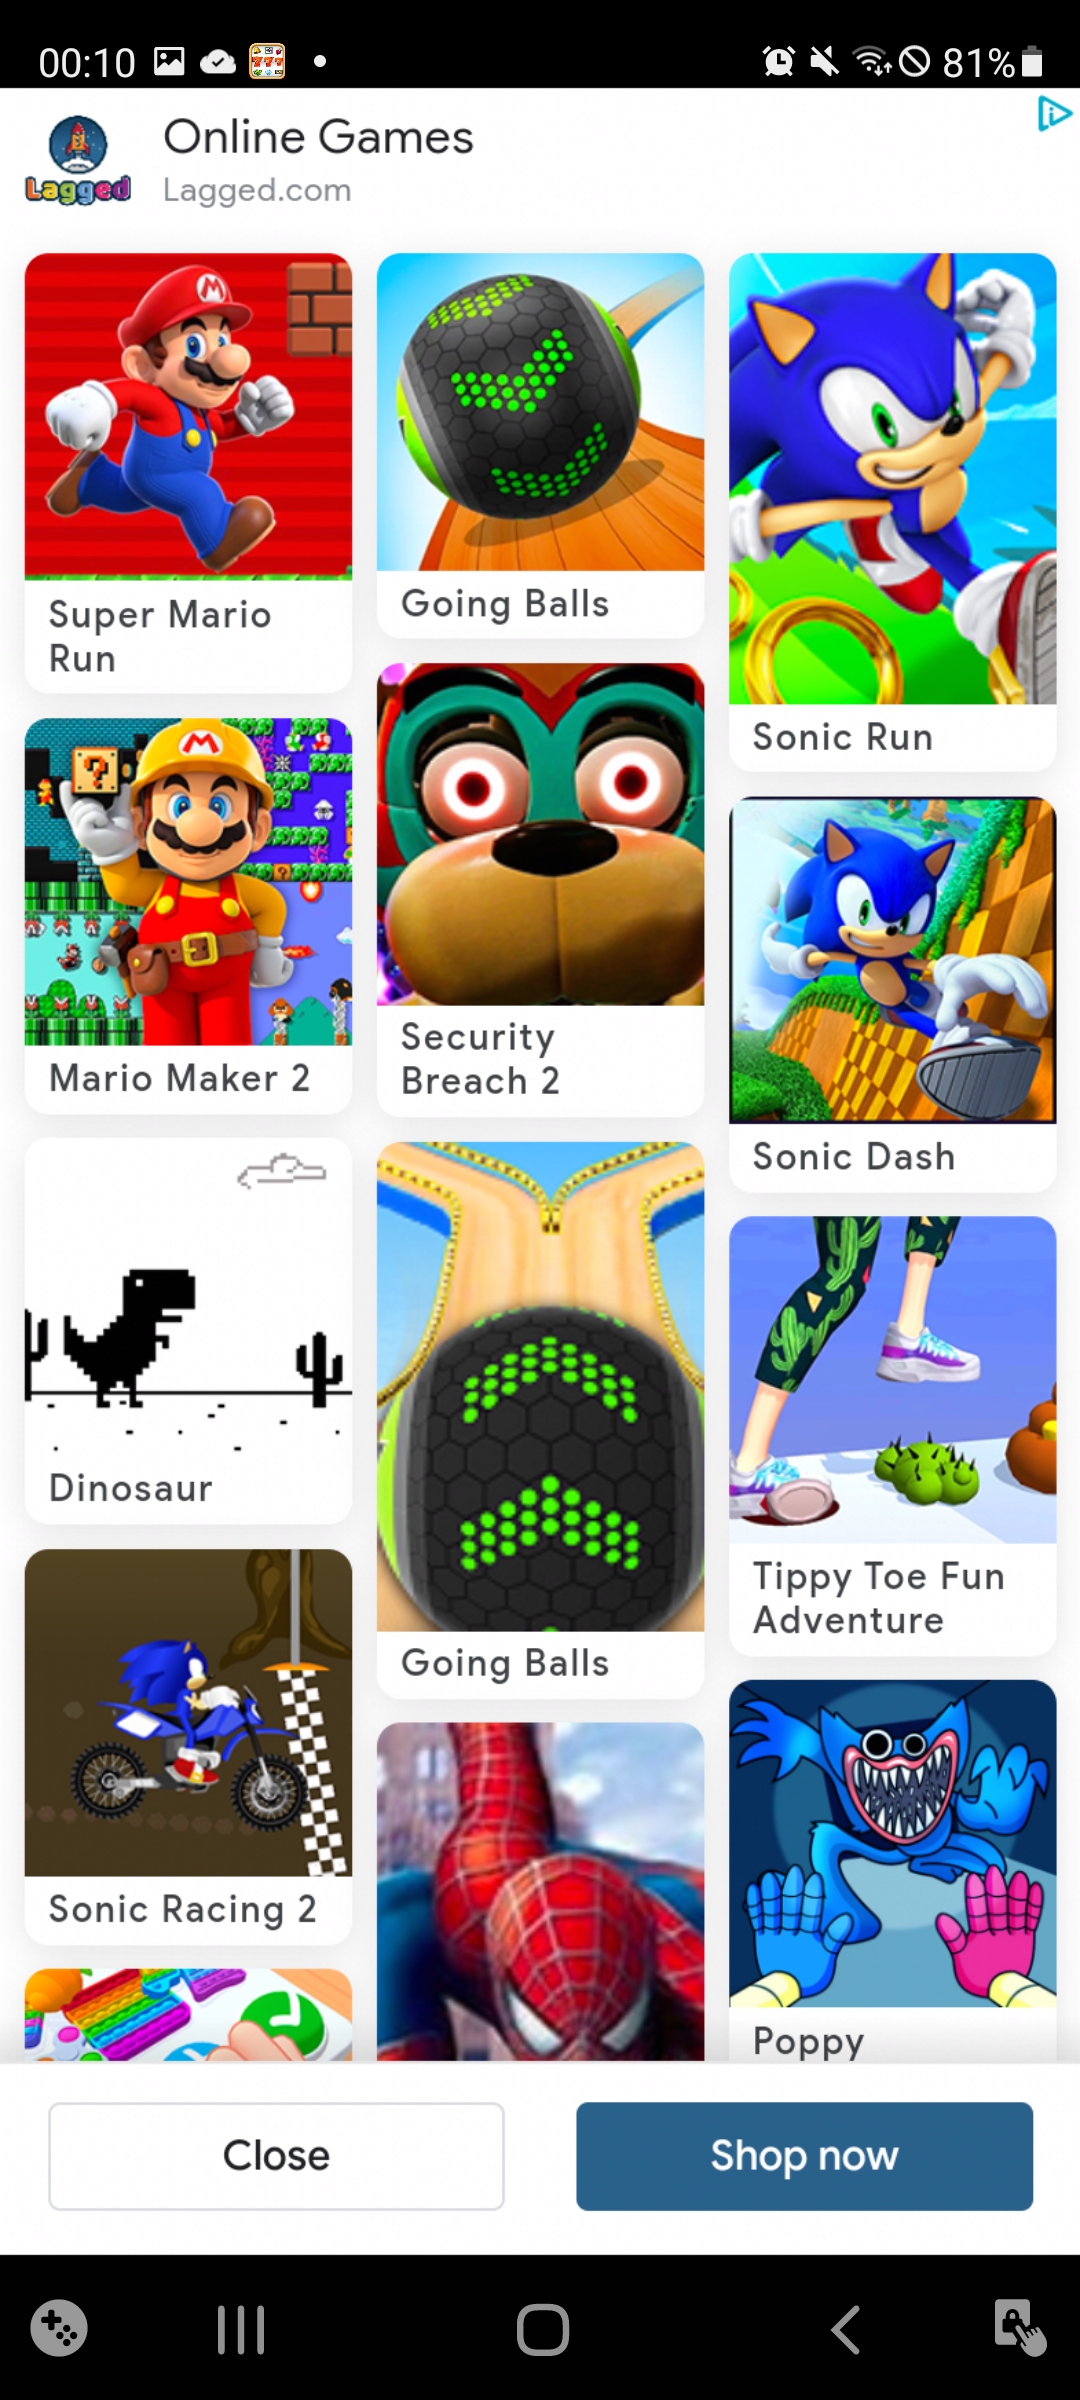 00:10
81%
Online Games
Lagged
Lagged.com
M
Super Mario
Run
Going Balls
Sonic Run
M
?
Mario Maker 2
Security
Breach 2
Sonic Dash
Dinosaur
Going Balls
Tippy Toe Fun
Adventure
Sonic Racing 2
Poppy
Close
Shop now